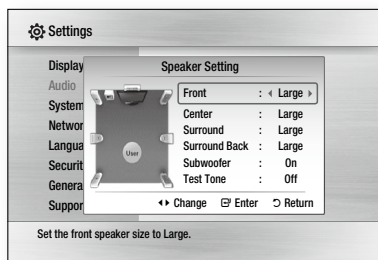 Settings
Display
Audio
System
Networ
Langua
Securit
Genera
Suppor
Speaker Setting
Front : ◀ Large ▶
Center : Large
Surround : Large
Surround Back : Large
Subwoofer : On
Test Tone : Off
User
◀▶ Change Enter Return
Set the front speaker size to Large.